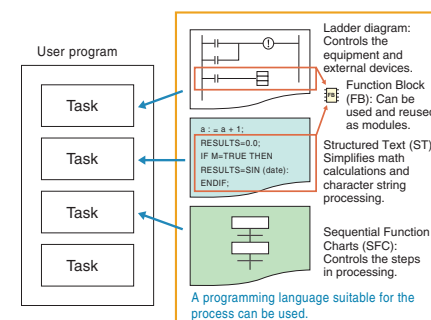 User program
Task
Task
Task
Task
Ladder diagram:
Controls the
equipment and
external devices.
FB
Function Block
(FB): Can be
used and reused
as modules.
a : = a + 1;
RESULTS=0.0;
IF M=TRUE THEN
RESULTS=SIN (date):
ENDIF;
Structured Text (ST)
Simplifies math
calculations and
character string
processing.
Sequential Function
Charts (SFC):
Controls the steps
in processing.
A programming language suitable for the
process can be used.